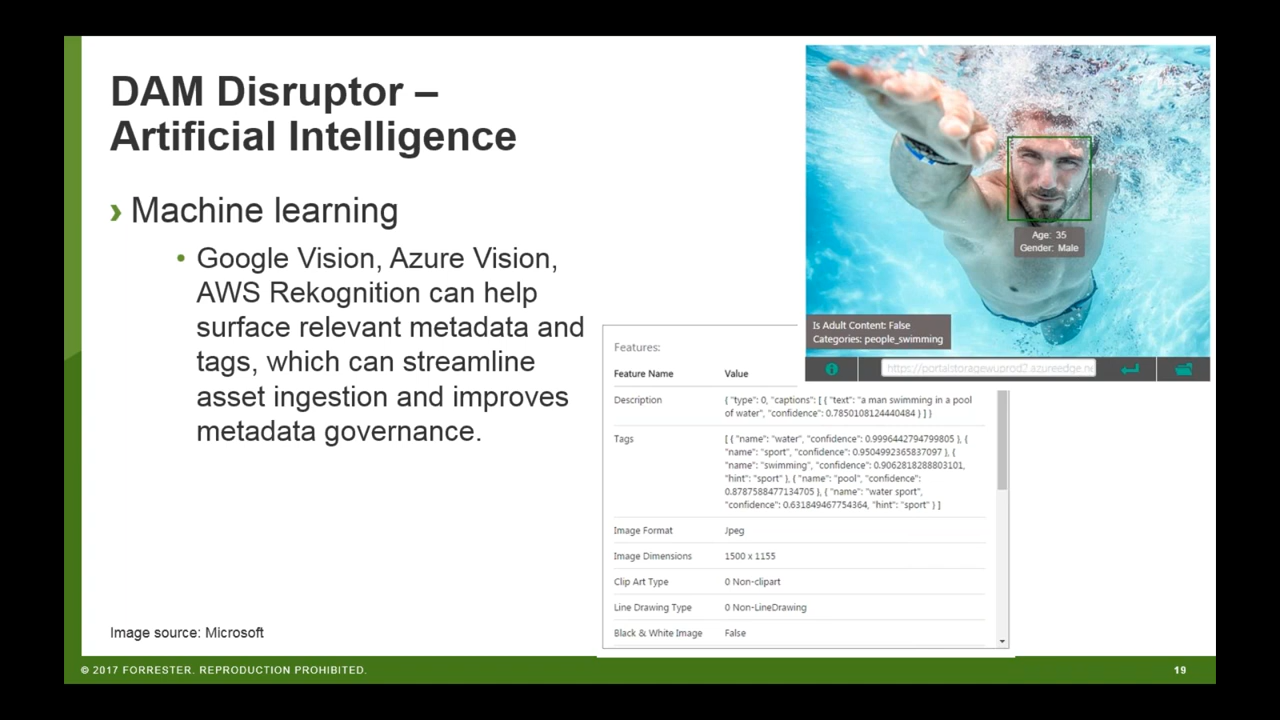 DAM Disruptor –
Artificial Intelligence
› Machine learning
• Google Vision, Azure Vision,
AWS Rekognition can help
surface relevant metadata and
tags, which can streamline
asset ingestion and improves
metadata governance.
Age: 35
Gender: Male
Is Adult Content: False
Categories: people_swimming
https://portalstoragewuprod2.azureedge.ne
Features:
Feature Name Value
Description { "type": 0, "captions": [ { "text": "a man swimming in a pool
of water", "confidence": 0.7850108124440484 } ] }
Tags [ { "name": "water", "confidence": 0.9996442794799805 }, {
"name": "sport", "confidence": 0.9504992365837097 }, {
"name": "swimming", "confidence": 0.9062818288803101,
"hint": "sport" }, { "name": "pool", "confidence":
0.8787588477134705 }, { "name": "water sport",
"confidence": 0.631849467754364, "hint": "sport" } ]
Image Format Jpeg
Image Dimensions 1500 x 1155
Clip Art Type 0 Non-clipart
Line Drawing Type 0 Non-LineDrawing
Black & White Image False
Image source: Microsoft
© 2017 FORRESTER. REPRODUCTION PROHIBITED. 19